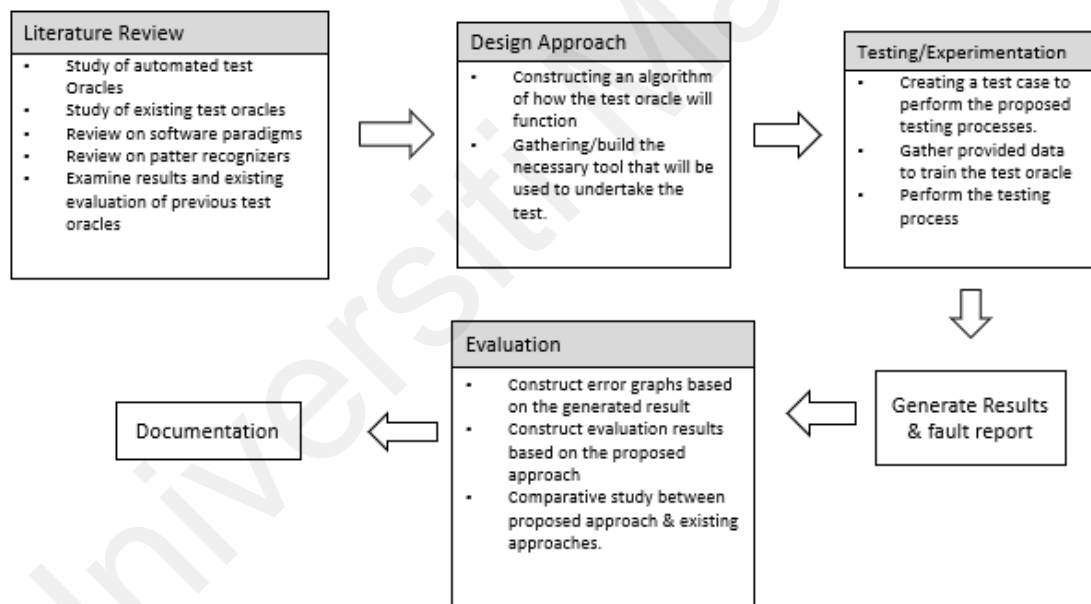 Literature Review
▪ Study of automated test
Oracles
▪ Study of existing test oracles
▪ Review on software paradigms
▪ Review on patter recognizers
▪ Examine results and existing
evaluation of previous test
oracles
Design Approach
▪ Constructing an algorithm
of how the test oracle will
function
▪ Gathering/build the
necessary tool that will be
used to undertake the
test.
Testing/Experimentation
▪ Creating a test case to
perform the proposed
testing processes.
▪ Gather provided data
to train the test oracle
▪ Perform the testing
process
Generate Results
& fault report
Evaluation
▪ Construct error graphs based
on the generated result
▪ Construct evaluation results
based on the proposed
approach
▪ Comparative study between
proposed approach & existing
approaches.
Documentation
Universiti Ma